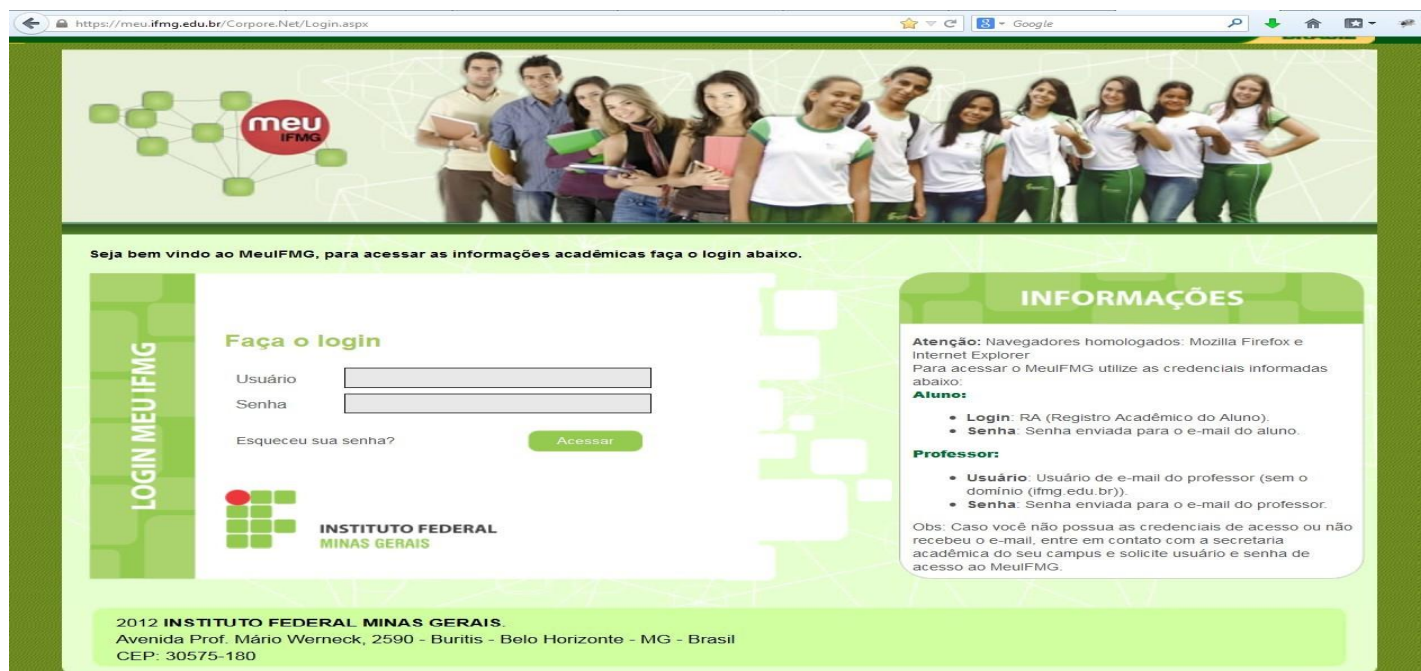 https://meu.ifmg.edu.br/Corpore.Net/Login.aspx
Google
meu
IFMG
Seja bem vindo ao MeuIFMG, para acessar as informações acadêmicas faça o login abaixo.
LOGIN MEU IFMG
Faça o login
Usuário
Senha
Esqueceu sua senha?
Acessar
INSTITUTO FEDERAL
MINAS GERAIS
INFORMAÇÕES
Atenção: Navegadores homologados: Mozilla Firefox e
Internet Explorer
Para acessar o MeuIFMG utilize as credenciais informadas
abaixo:
Aluno:
Login: RA (Registro Acadêmico do Aluno).
Senha: Senha enviada para o e-mail do aluno.
Professor:
Usuário: Usuário de e-mail do professor (sem o
domínio (ifmg.edu.br)).
Senha: Senha enviada para o e-mail do professor.
Obs: Caso você não possua as credenciais de acesso ou não
recebeu o e-mail, entre em contato com a secretaria
acadêmica do seu campus e solicite usuário e senha de
acesso ao MeuIFMG.
2012 INSTITUTO FEDERAL MINAS GERAIS.
Avenida Prof. Mário Werneck, 2590 - Buritis - Belo Horizonte - MG - Brasil
CEP: 30575-180